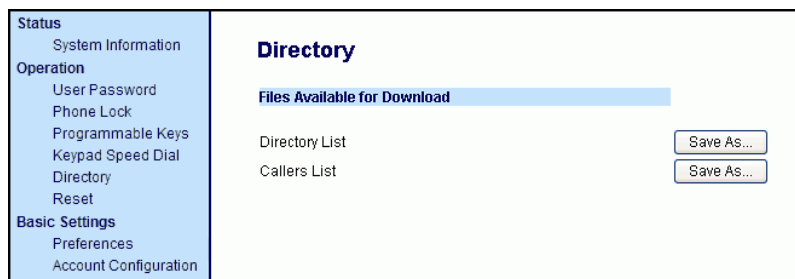 Status
System Information
Operation
User Password
Phone Lock
Programmable Keys
Keypad Speed Dial
Directory
Reset
Basic Settings
Preferences
Account Configuration
Directory
Files Available for Download
Directory List Save As...
Callers List Save As...